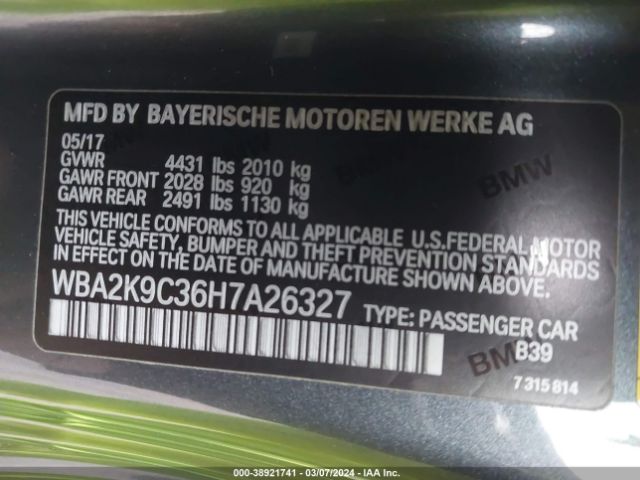 MFD BY BAYERISCHE MOTOREN WERKE AG
05/17
GVWR 4431 lbs 2010 kg
GAWR FRONT 2028 lbs 920 kg
GAWR REAR 2491 lbs 1130 kg
THIS VEHICLE CONFORMS TO ALL APPLICABLE U.S.FEDERAL MOTOR
VEHICLE SAFETY, BUMPER AND THEFT PREVENTION STANDARDS
IN EFFECT ON THE DATE OF MANUFACTURE SHOWN ABOVE.
WBA2K9C36H7A26327 TYPE: PASSENGER CAR
B39
7 315 814
BMW
BMW
BMW
000-38921741 - 03/07/2024 - IAA Inc.